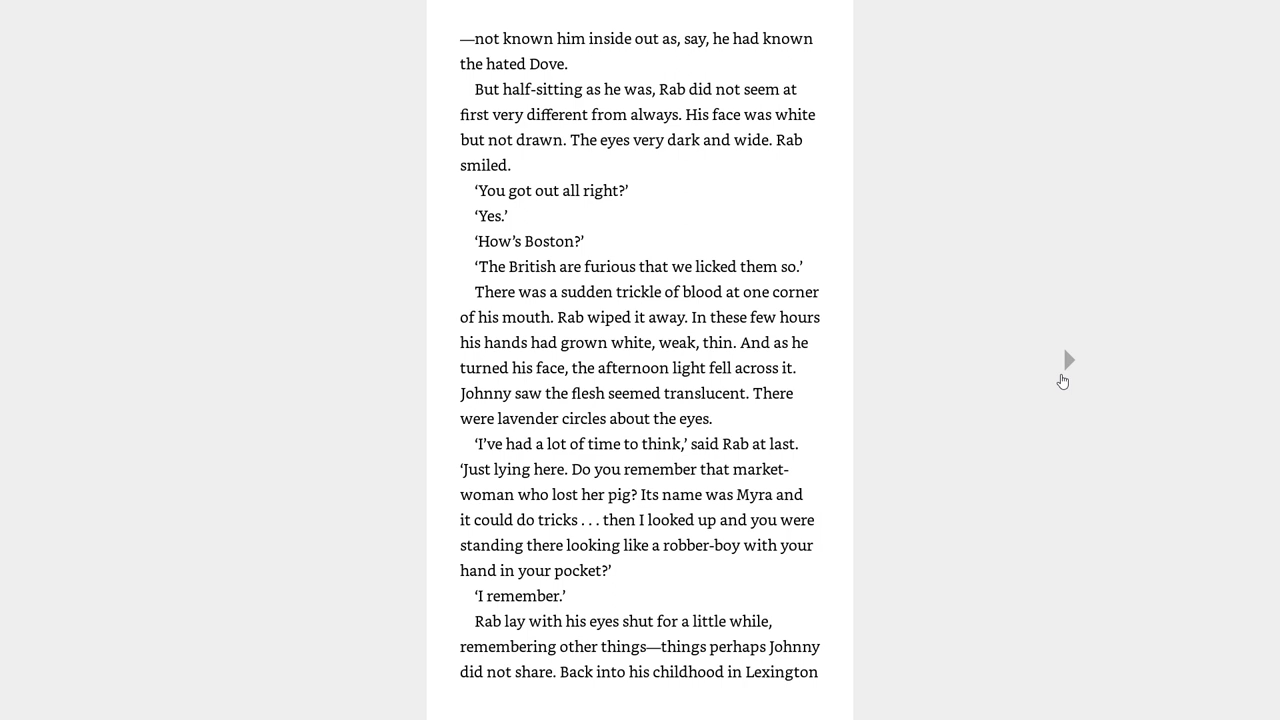 —not known him inside out as, say, he had known
the hated Dove.
But half-sitting as he was, Rab did not seem at
first very different from always. His face was white
but not drawn. The eyes very dark and wide. Rab
smiled.
‘You got out all right?’
‘Yes.’
‘How’s Boston?’
‘The British are furious that we licked them so.’
There was a sudden trickle of blood at one corner
of his mouth. Rab wiped it away. In these few hours
his hands had grown white, weak, thin. And as he
turned his face, the afternoon light fell across it.
Johnny saw the flesh seemed translucent. There
were lavender circles about the eyes.
‘I’ve had a lot of time to think,’ said Rab at last.
‘Just lying here. Do you remember that market-
woman who lost her pig? Its name was Myra and
it could do tricks . . . then I looked up and you were
standing there looking like a robber-boy with your
hand in your pocket?’
‘I remember.’
Rab lay with his eyes shut for a little while,
remembering other things—things perhaps Johnny
did not share. Back into his childhood in Lexington